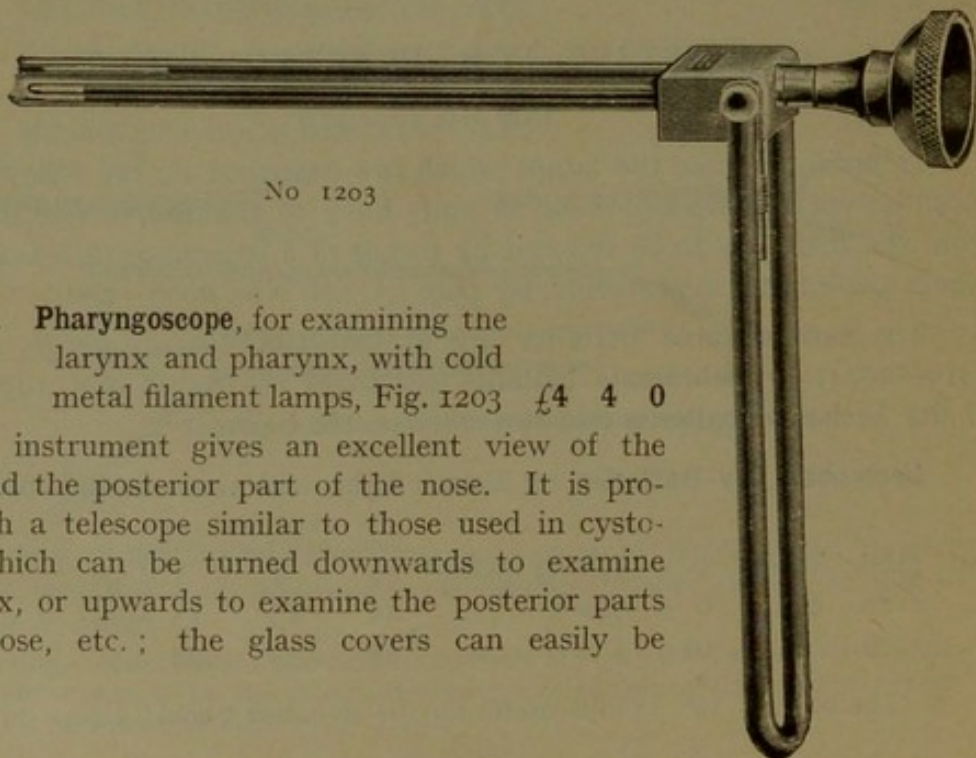 No 1203
Pharyngoscope, for examining the
larynx and pharynx, with cold
metal filament lamps, Fig. 1203 £4 4 0
instrument gives an excellent view of the
the posterior part of the nose. It is pro-
a telescope similar to those used in cysto-
can be turned downwards to examine
or upwards to examine the posterior parts
etc. ; the glass covers can easily be